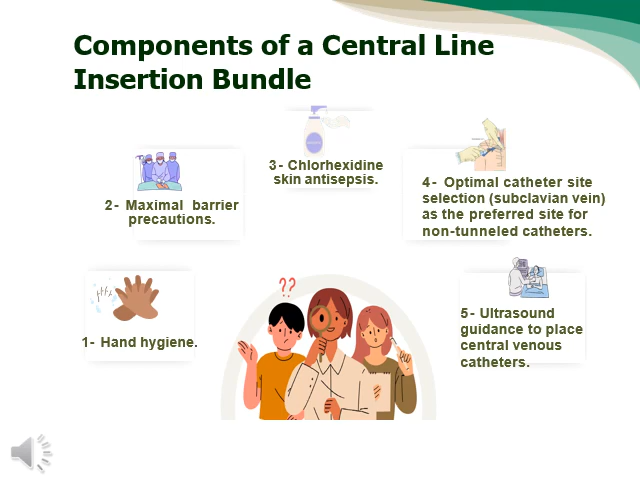 Components of a Central Line
Insertion Bundle
1- Hand hygiene.
2- Maximal barrier
precautions.
3- Chlorhexidine
skin antisepsis.
4- Optimal catheter site
selection (subclavian vein)
as the preferred site for
non-tunneled catheters.
5- Ultrasound
guidance to place
central venous
catheters.
??